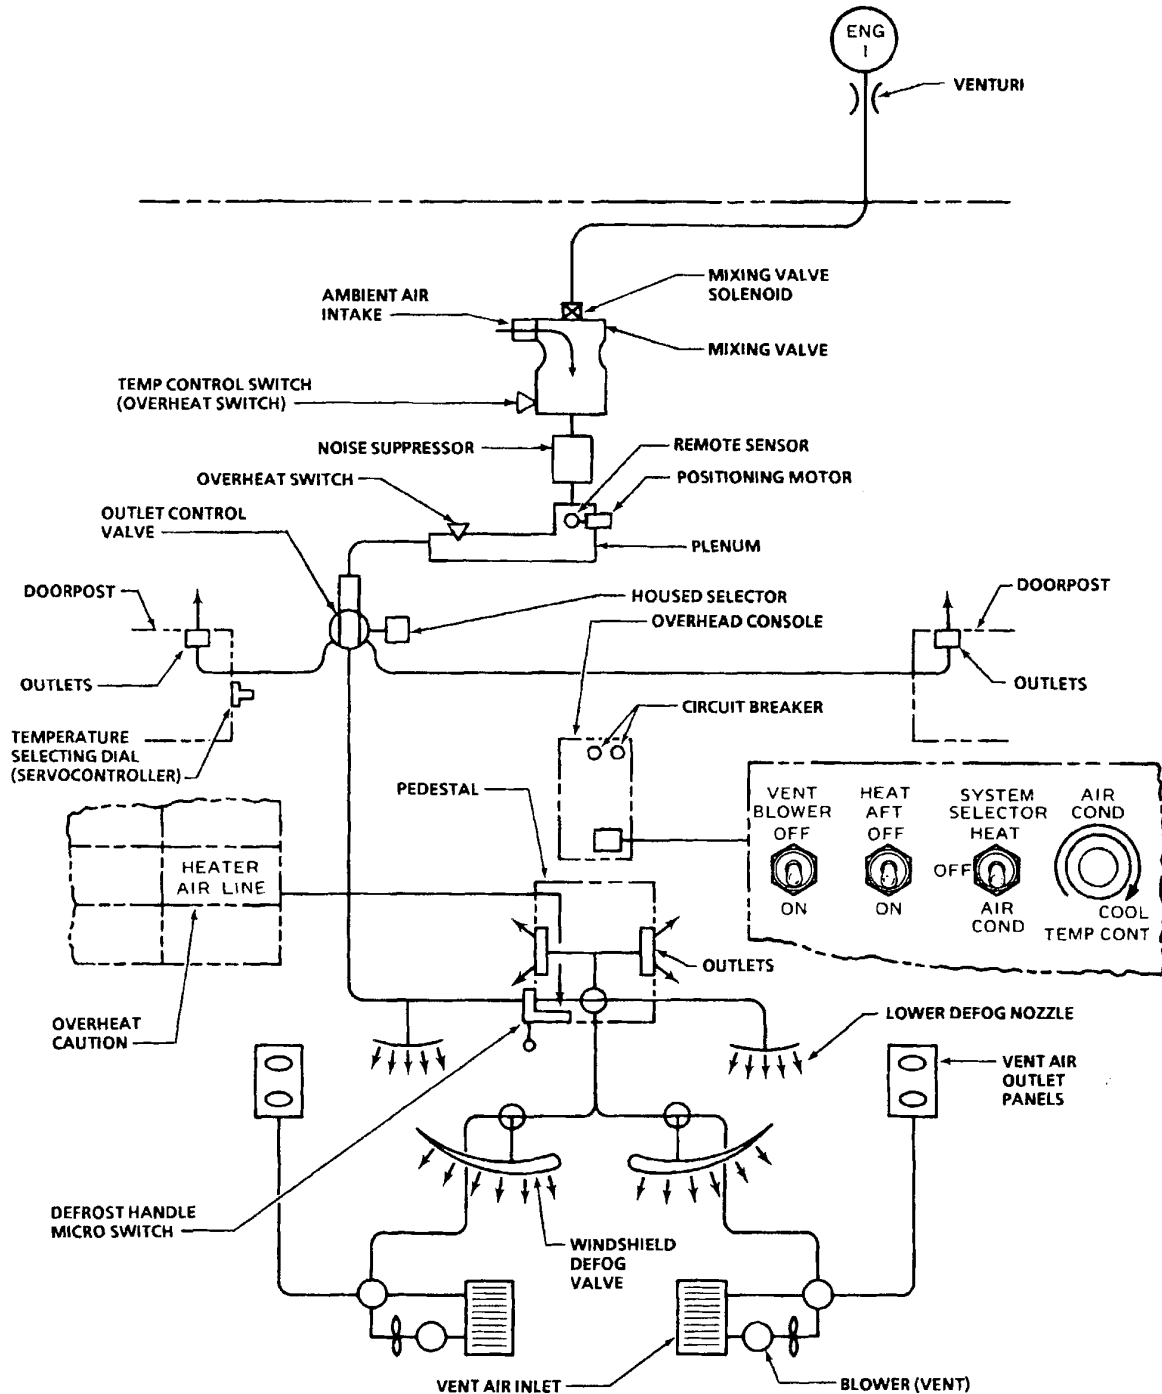 ENG
1
VENTURI
MIXING VALVE
SOLENOID
AMBIENT AIR
INTAKE
MIXING VALVE
TEMP CONTROL SWITCH
(OVERHEAT SWITCH)
NOISE SUPPRESSOR
REMOTE SENSOR
OVERHEAT SWITCH
POSITIONING MOTOR
OUTLET CONTROL
VALVE
PLENUM
DOORPOST
HOUSED SELECTOR
DOORPOST
OVERHEAD CONSOLE
OUTLETS
OUTLETS
CIRCUIT BREAKER
TEMPERATURE
SELECTING DIAL
(SERVOCONTROLLER)
PEDESTAL
VENT
BLOWER
OFF
ON
HEAT
AFT
OFF
ON
SYSTEM
SELECTOR
HEAT
OFF
AIR
COND
AIR
COND
COOL
TEMP CONT
HEATER
AIR LINE
OUTLETS
OVERHEAT
CAUTION
LOWER DEFOG NOZZLE
VENT AIR
OUTLET
PANELS
DEFROST HANDLE
MICRO SWITCH
WINDSHIELD
DEFOG
VALVE
VENT AIR INLET
BLOWER (VENT)